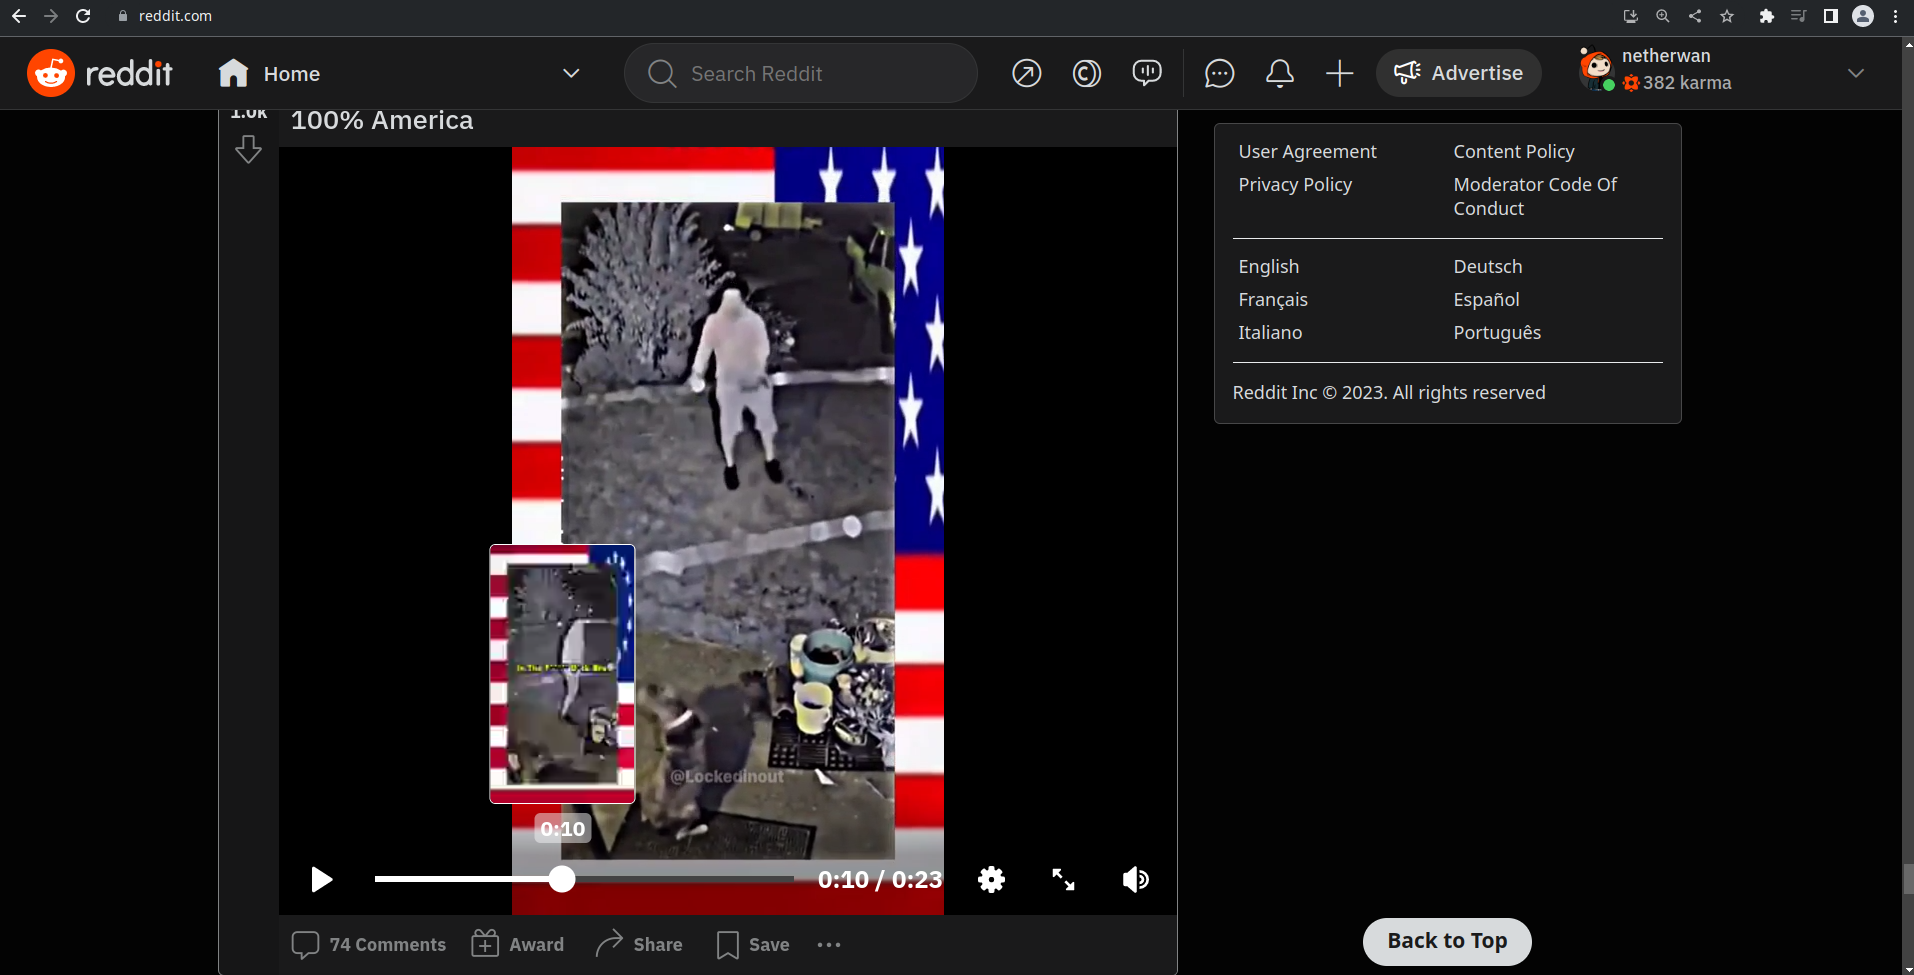 reddit.com
reddit
Home
Search Reddit
Advertise
netherwan
382 karma
1.0k
100% America
@Lockedinout
0:10
0:10 / 0:23
74 Comments
Award
Share
Save
User Agreement
Content Policy
Privacy Policy
Moderator Code Of
Conduct
English
Deutsch
Français
Español
Italiano
Português
Reddit Inc © 2023. All rights reserved
Back to Top